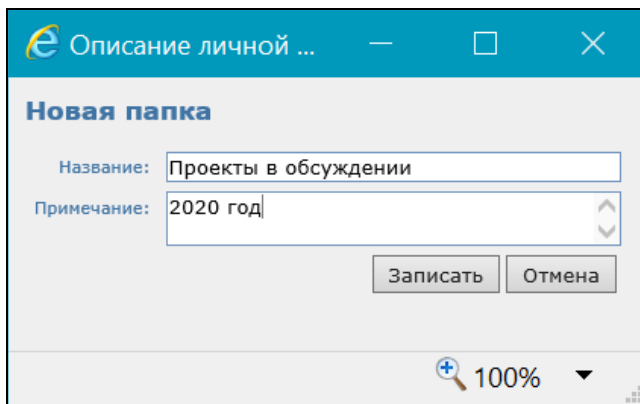 Описание личной ...
Новая папка
Название: Проекты в обсуждении
Примечание: 2020 год
Записать Отмена
100%